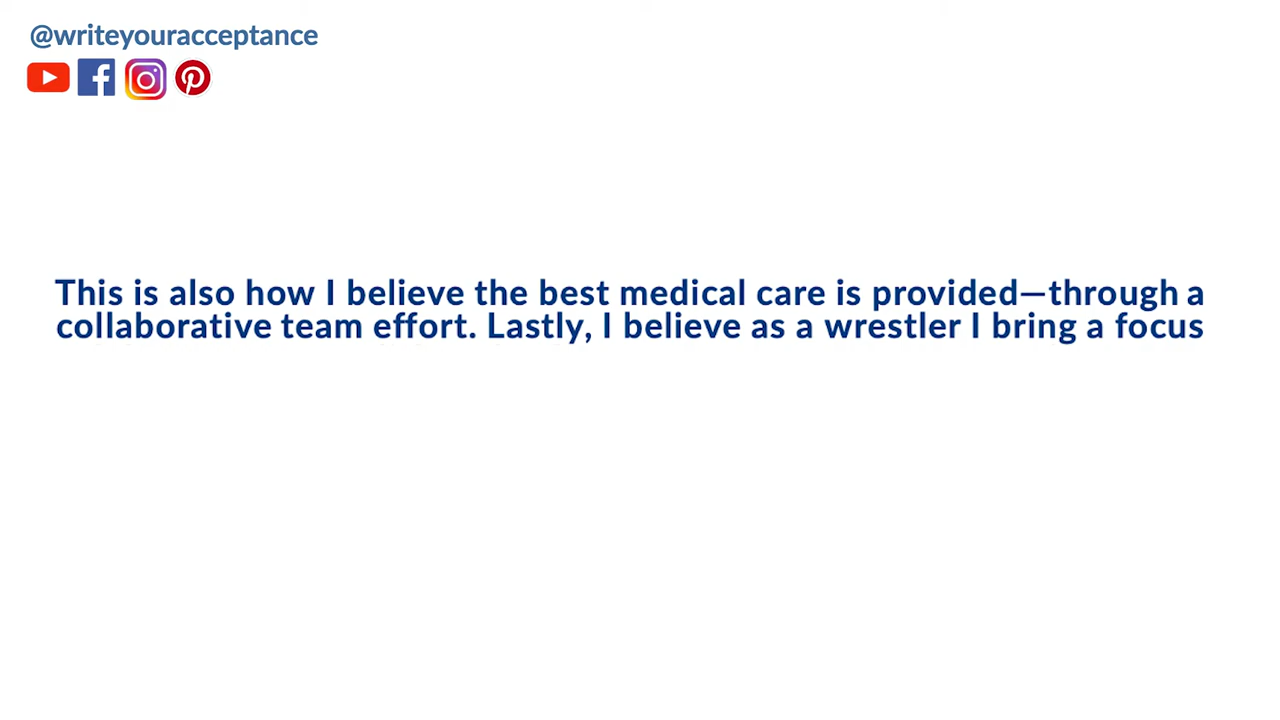 @writeyouracceptance
This is also how I believe the best medical care is provided—through a
collaborative team effort. Lastly, I believe as a wrestler I bring a focus